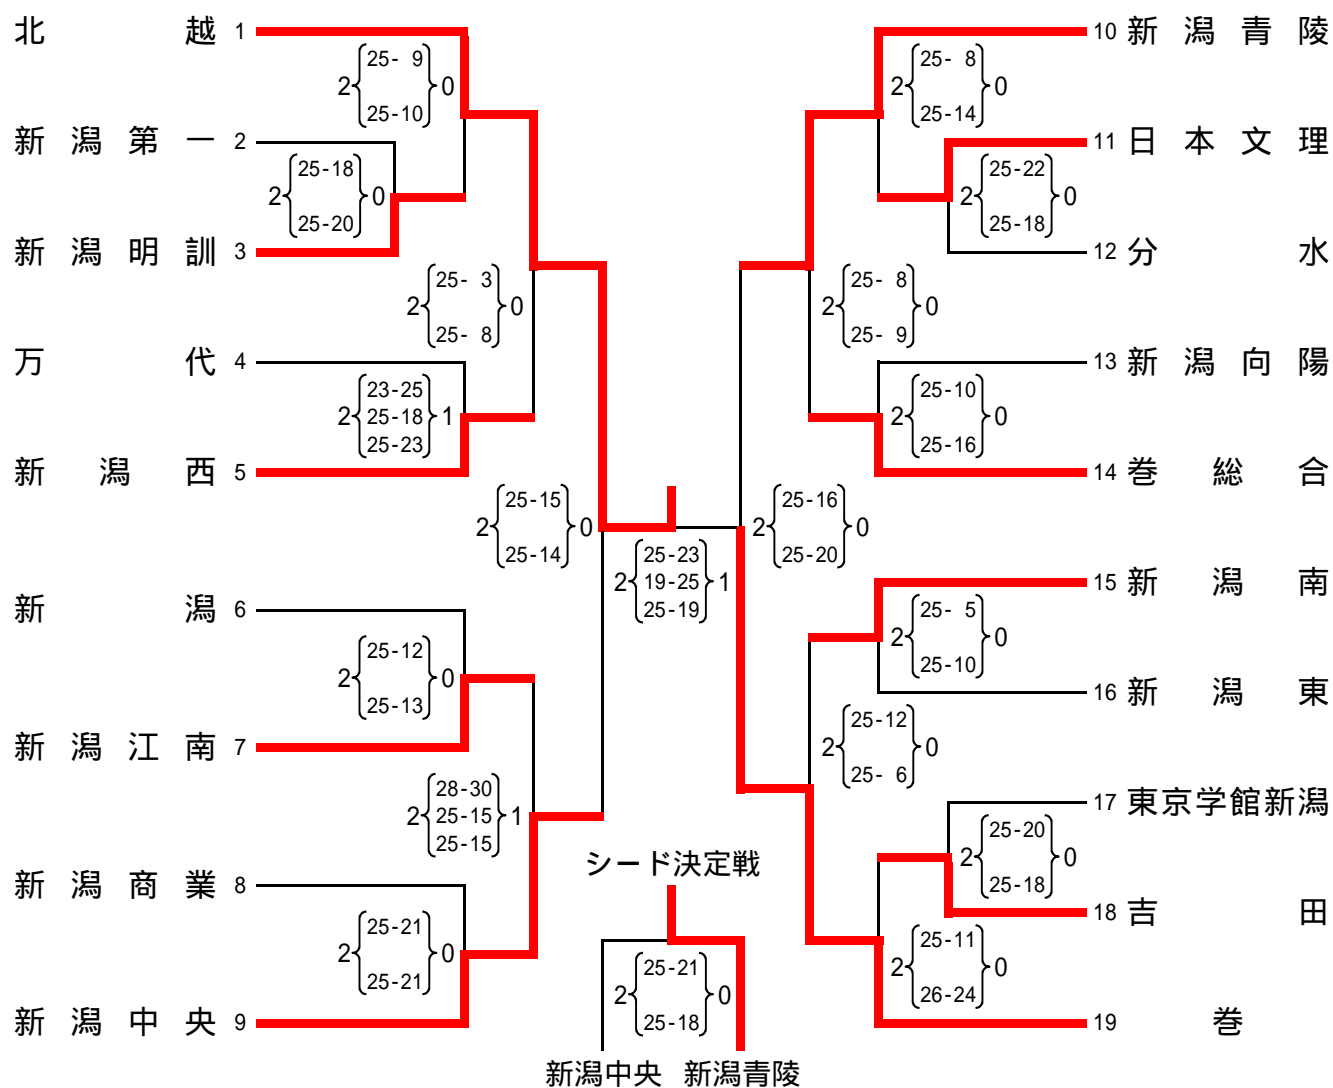 北越 1
25- 9
2 0
25-10
新潟第一 2
25-18
2 0
25-20
新潟明訓 3
25- 3
2 0
25- 8
万代 4
23-25
2 25-18 1
25-23
新潟西 5
25-15
2 0
25-14
新潟 6
25-12
2 0
25-13
新潟江南 7
28-30
2 25-15 1
25-15
新潟商業 8
25-21
2 0
25-21
新潟中央 9
25-23
2 19-25 1
25-19
シード決定戦
25-21
2 0
25-18
新潟中央 新潟青陵
10 新潟青陵
25- 8
2 0
25-14
11 日本文理
25-22
2 0
25-18
12 分水
25- 8
2 0
25- 9
13 新潟向陽
25-10
2 0
25-16
14 巻総合
25-16
2 0
25-20
15 新潟南
25- 5
2 0
25-10
16 新潟東
25-12
2 0
25- 6
17 東京学館新潟
25-20
2 0
25-18
18 吉田
25-11
2 0
26-24
19 巻